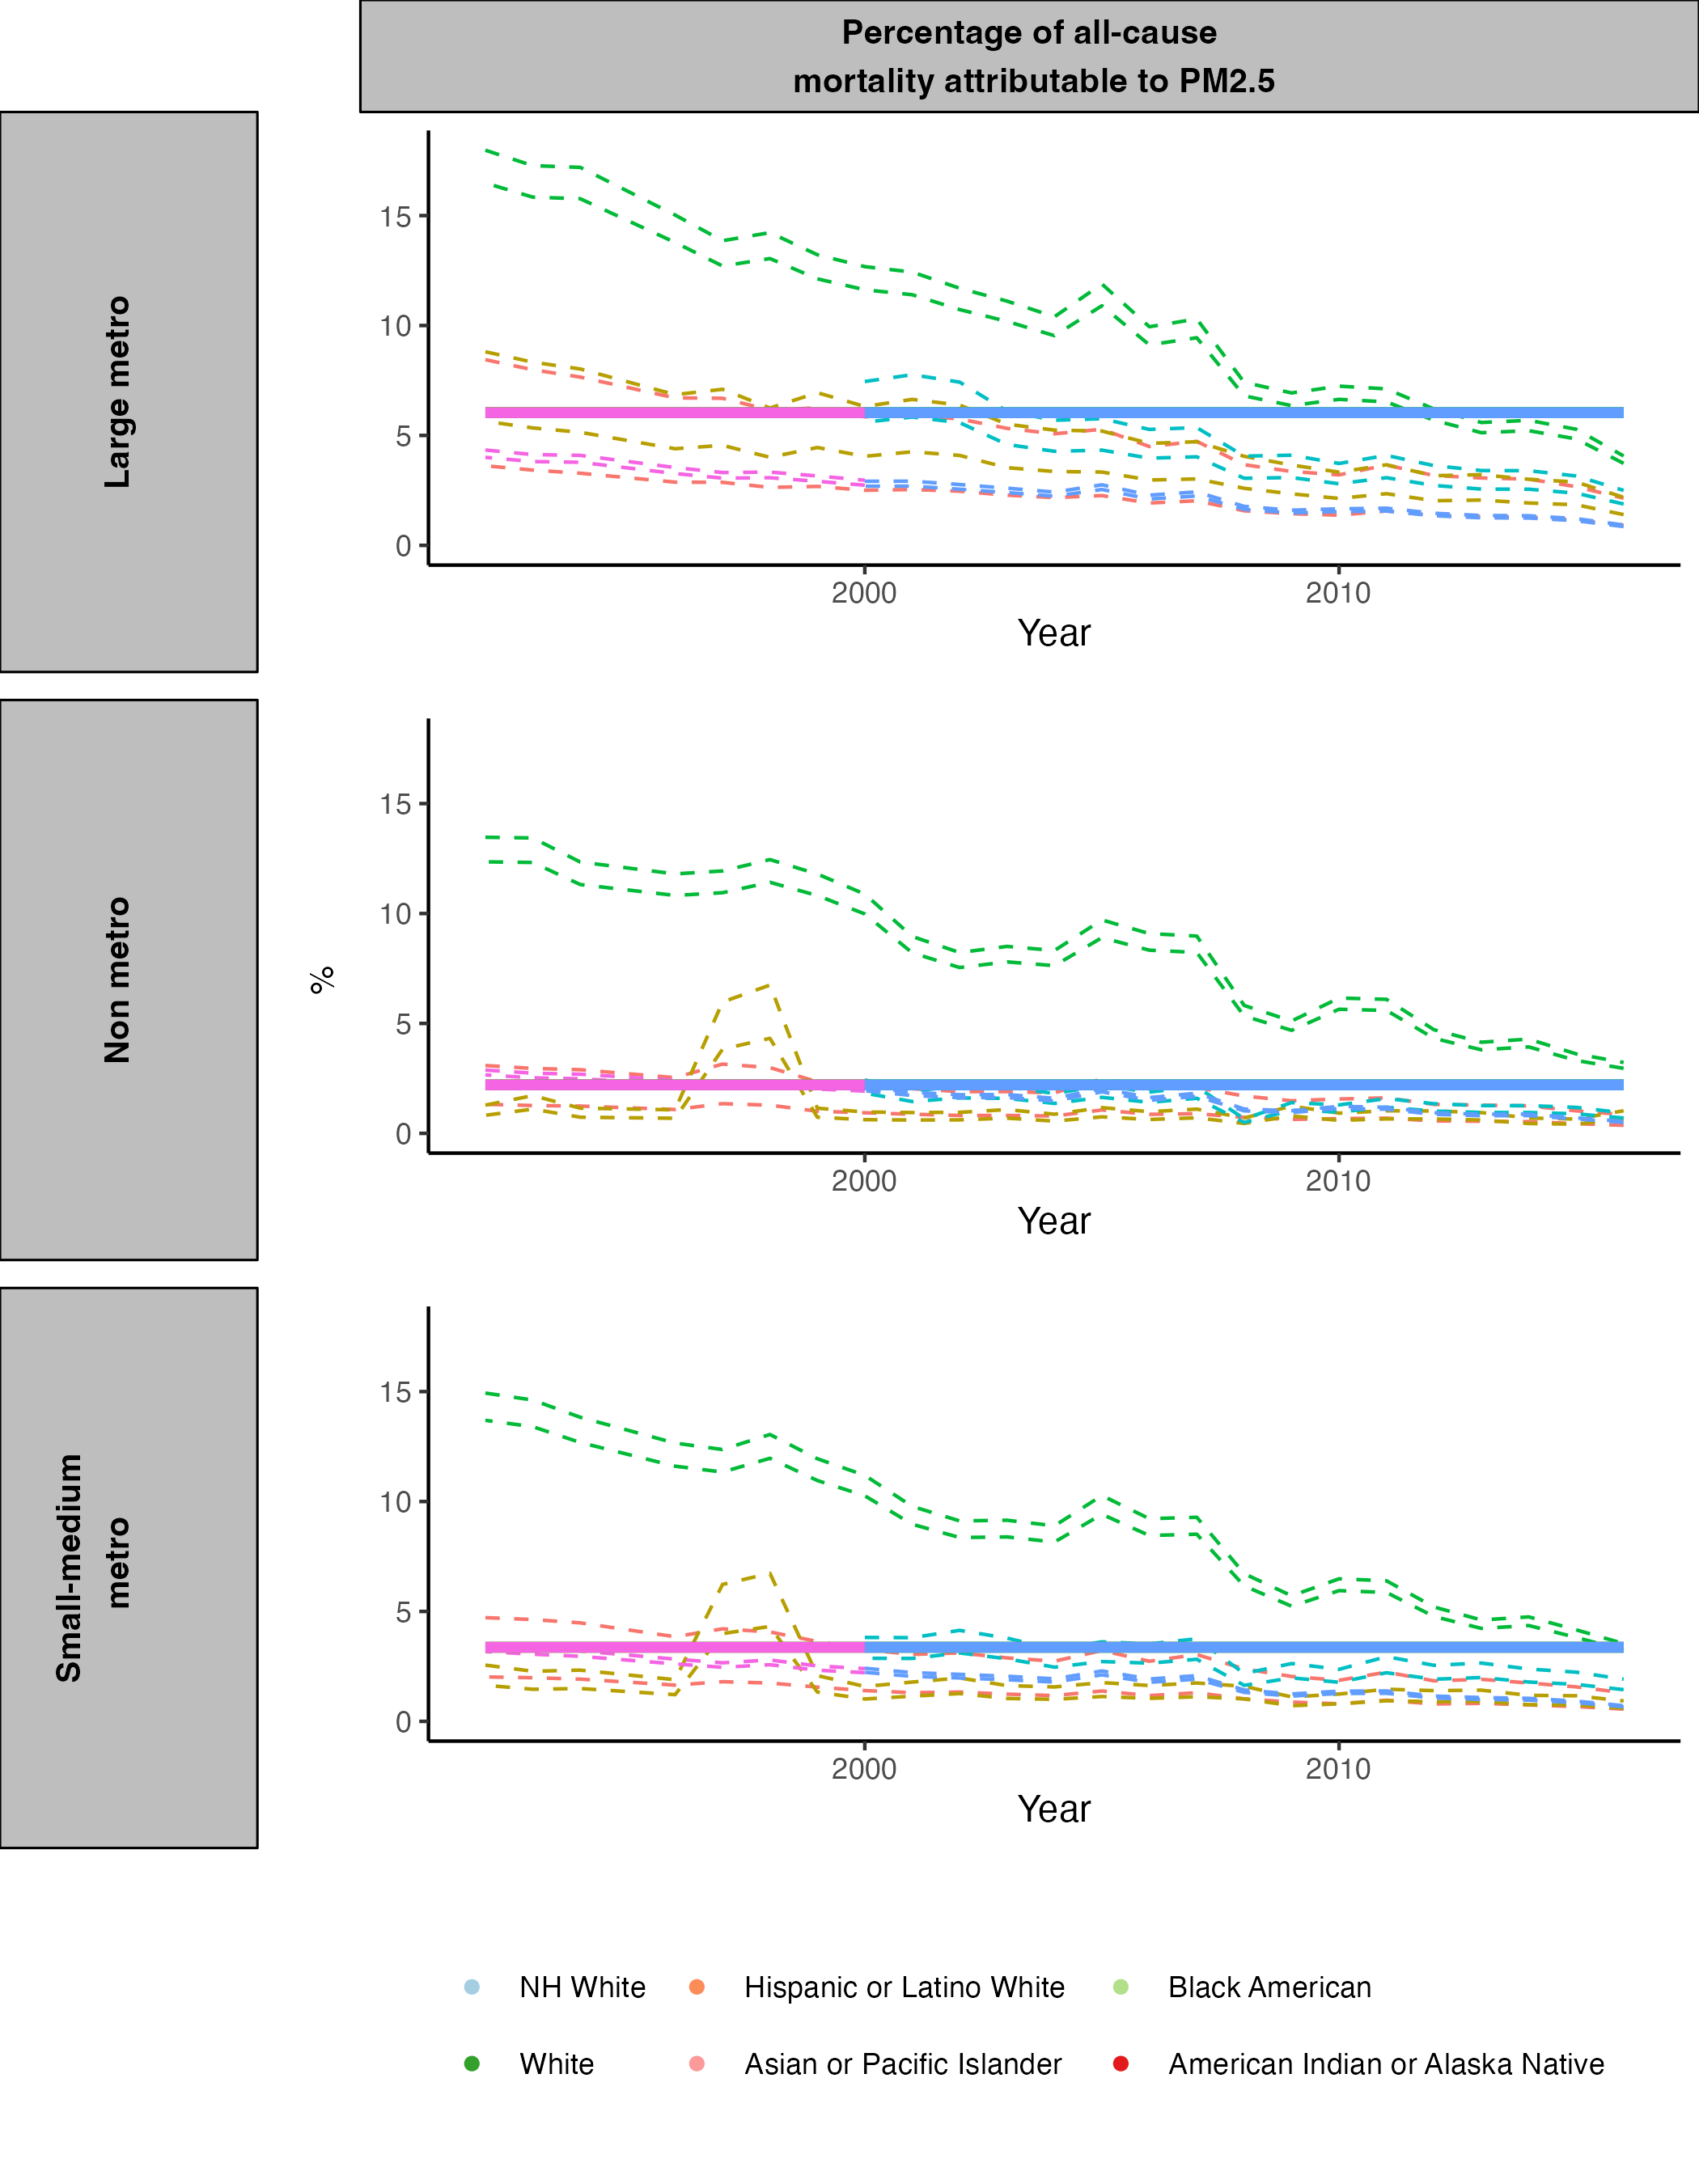 Percentage of all-cause
mortality attributable to PM2.5
Large metro
15
10
5
0
2000
2010
Year
Non metro
%
15
10
5
0
2000
2010
Year
Small-medium
metro
15
10
5
0
2000
2010
Year
NH White
Hispanic or Latino White
Black American
White
Asian or Pacific Islander
American Indian or Alaska Native